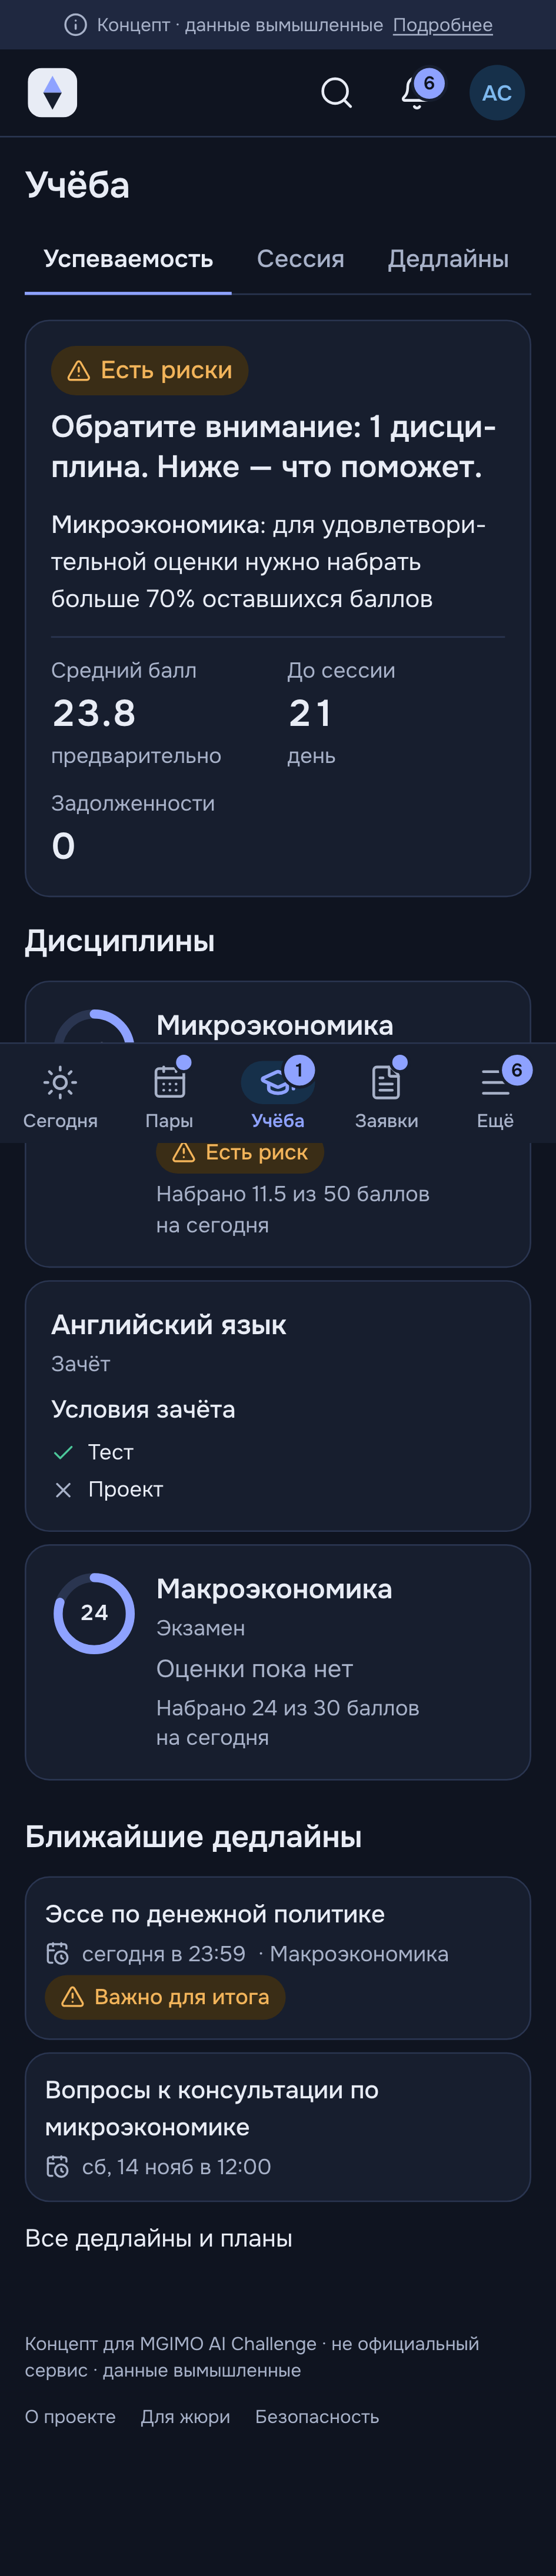 Концепт · данные вымышленные Подробнее
6
АС
Учёба
Успеваемость Сессия Дедлайны
Есть риски
Обратите внимание: 1 дисци-
плина. Ниже — что поможет.
Микроэкономика: для удовлетвори-
тельной оценки нужно набрать
больше 70% оставшихся баллов
Средний балл До сессии
23.8 21
предварительно день
Задолженности
0
Дисциплины
Микроэкономика
1 6
Сегодня Пары Учёба Заявки Ещё
Есть риск
Набрано 11.5 из 50 баллов
на сегодня
Английский язык
Зачёт
Условия зачёта
Тест
Проект
Макроэкономика
24
Экзамен
Оценки пока нет
Набрано 24 из 30 баллов
на сегодня
Ближайшие дедлайны
Эссе по денежной политике
сегодня в 23:59 · Макроэкономика
Важно для итога
Вопросы к консультации по
микроэкономике
сб, 14 нояб в 12:00
Все дедлайны и планы
Концепт для MGIMO AI Challenge · не официальный
сервис · данные вымышленные
О проекте Для жюри Безопасность